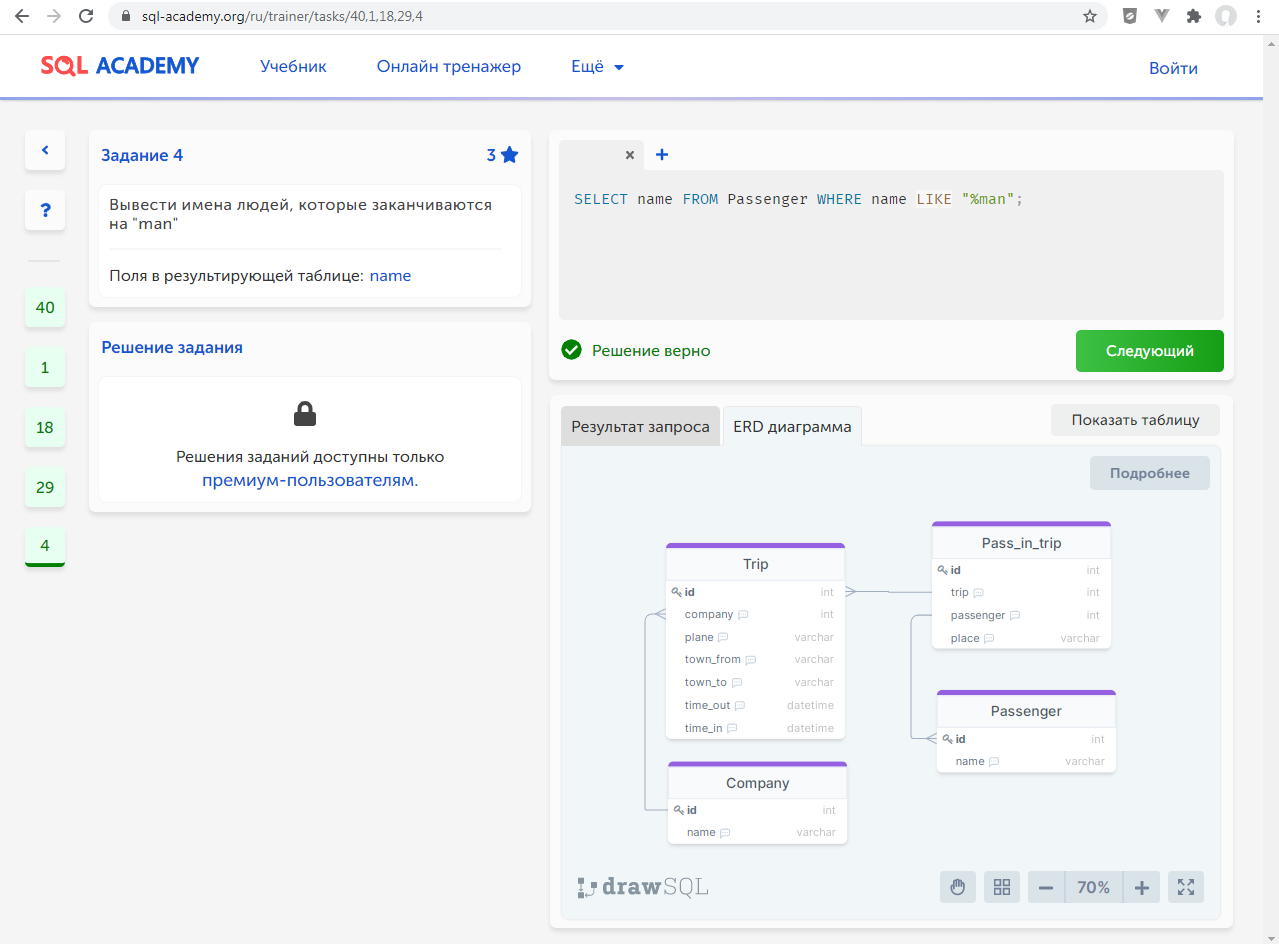 sql-academy.org/ru/trainer/tasks/40,1,18,29,4
SQL ACADEMY
Учебник
Онлайн тренажер
Ещё
Войти
?
40
1
18
29
4
Задание 4
3
Вывести имена людей, которые заканчиваются
на "man"
Поля в результирующей таблице: name
Решение задания
Решения заданий доступны только
премиум-пользователям.
SELECT name FROM Passenger WHERE name LIKE "%man";
Решение верно
Следующий
Результат запроса
ERD диаграмма
Показать таблицу
Подробнее
Trip
id int
company int
plane varchar
town_from varchar
town_to varchar
time_out datetime
time_in datetime
Company
id int
name varchar
Pass_in_trip
id int
trip int
passenger int
place varchar
Passenger
id int
name varchar
drawSQL
70%